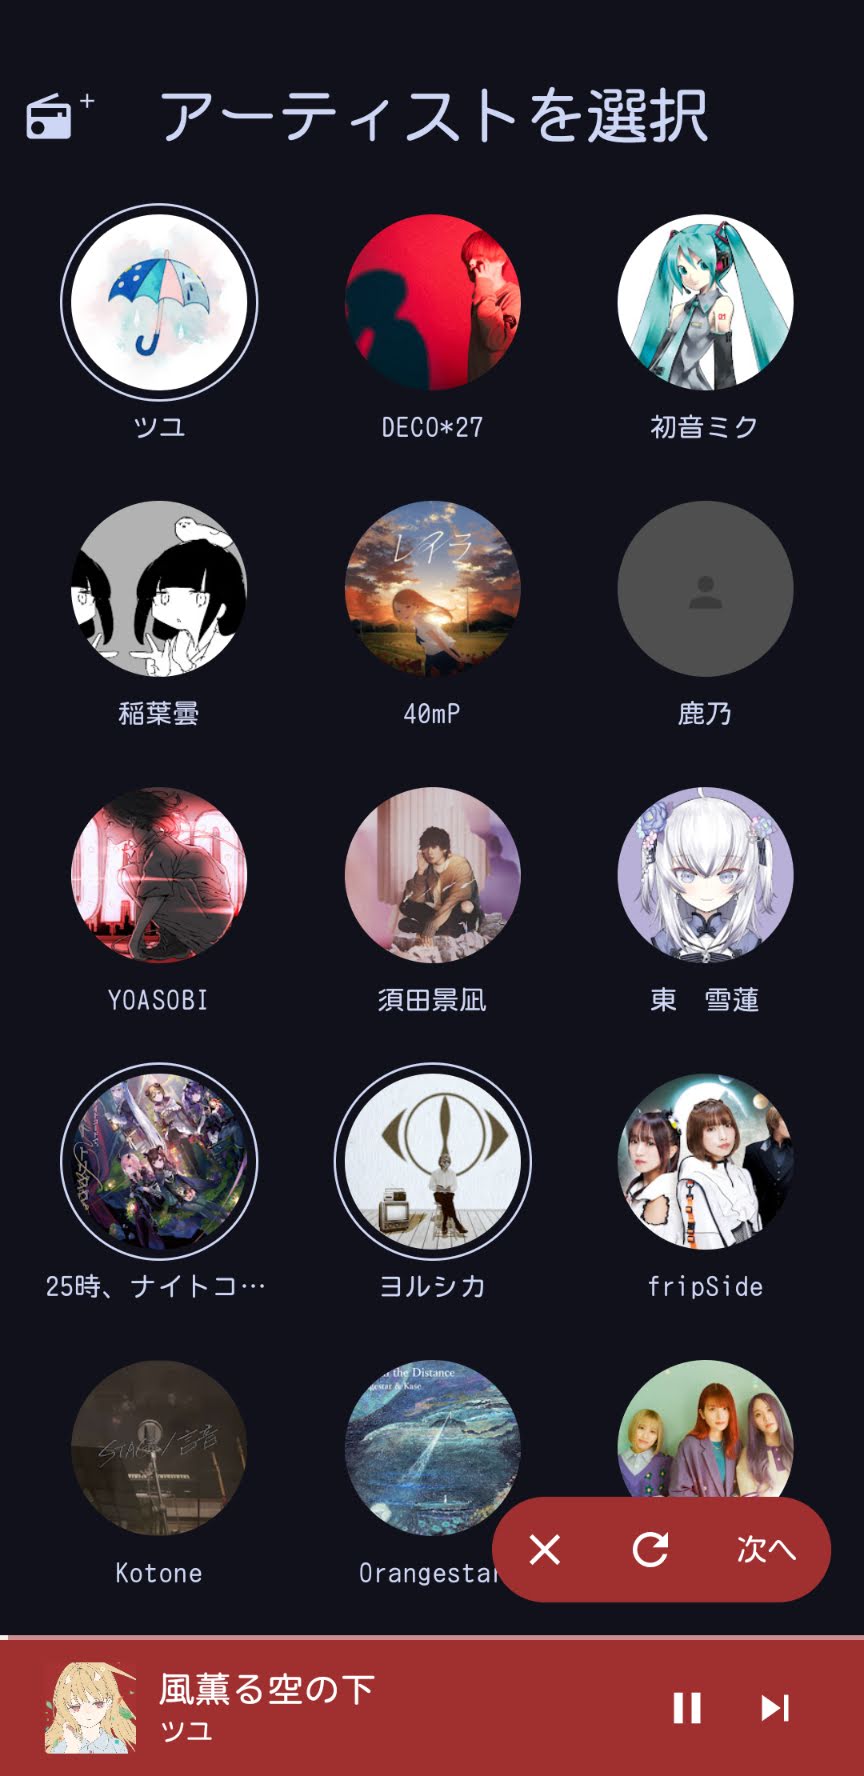 アーティストを選択
ツユ
DECO*27
初音ミク
レイラ
稲葉曇
40mP
鹿乃
YOASOBI
須田景凪
東　雪蓮
25時、ナイトコ…
ヨルシカ
fripSide
the Distance
gestar & Kase
STAGE / 言音
Kotone
Orangestar
次へ
風薫る空の下
ツユ